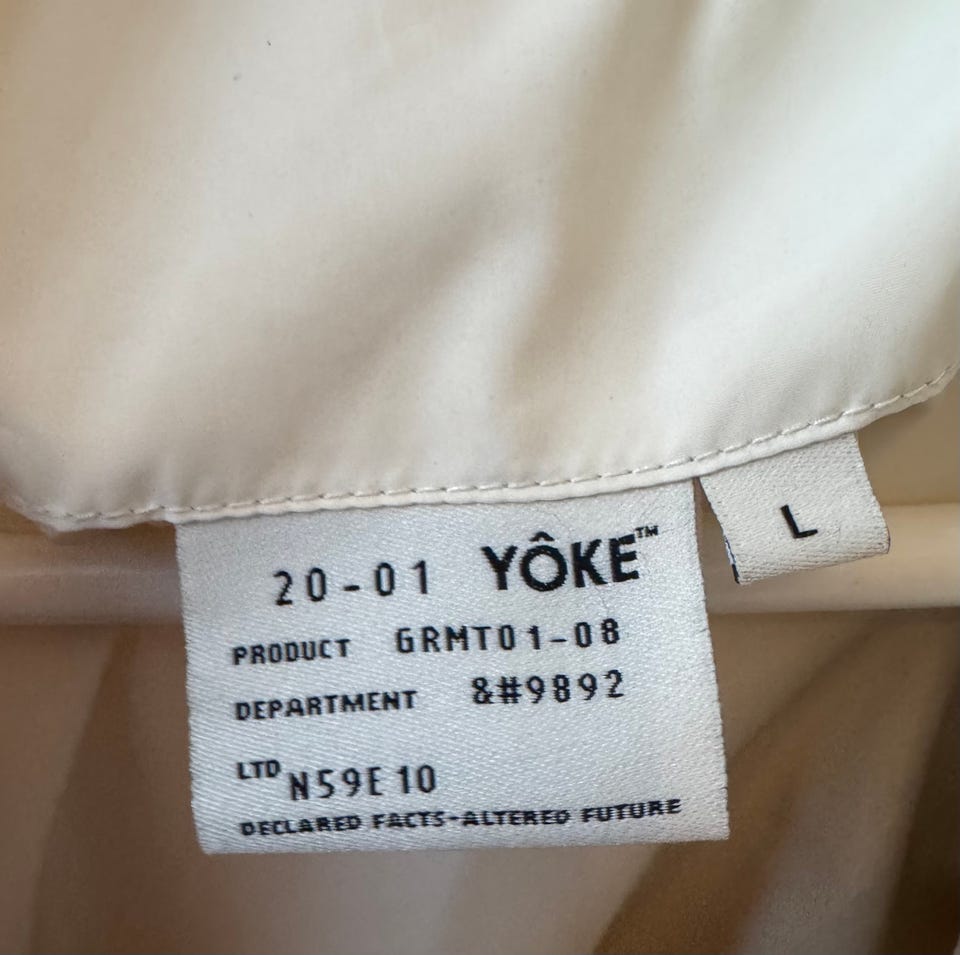 20-01 YÔKE™
PRODUCT GRMT01-08
DEPARTMENT &#9892
LTD N59E10
DECLARED FACTS-ALTERED FUTURE
L